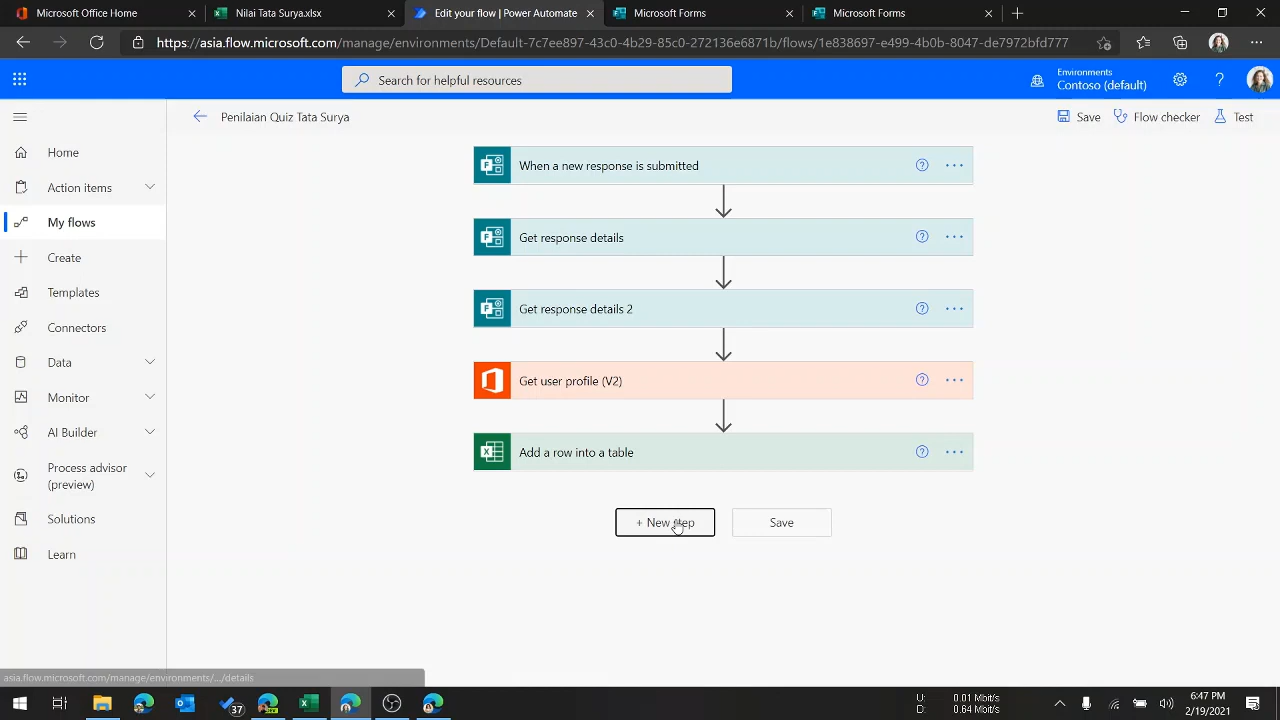 Microsoft Office Home
Nilai Tata Surya.xlsx
Edit your flow | Power Automate
Microsoft Forms
Microsoft Forms
https://asia.flow.microsoft.com/manage/environments/Default-7c7ee897-43c0-4b29-85c0-272136e6871b/flows/1e838697-e499-4b0b-8047-de7972bfd777
Search for helpful resources
Environments
Contoso (default)
Penilaian Quiz Tata Surya
Save
Flow checker
Test
Home
Action items
My flows
Create
Templates
Connectors
Data
Monitor
AI Builder
Process advisor
(preview)
Solutions
Learn
When a new response is submitted
Get response details
Get response details 2
Get user profile (V2)
Add a row into a table
+ New step
Save
asia.flow.microsoft.com/manage/environments/.../details
37
U: 0.01 Mbit/s
D: 0.64 Mbit/s
6:47 PM
2/19/2021